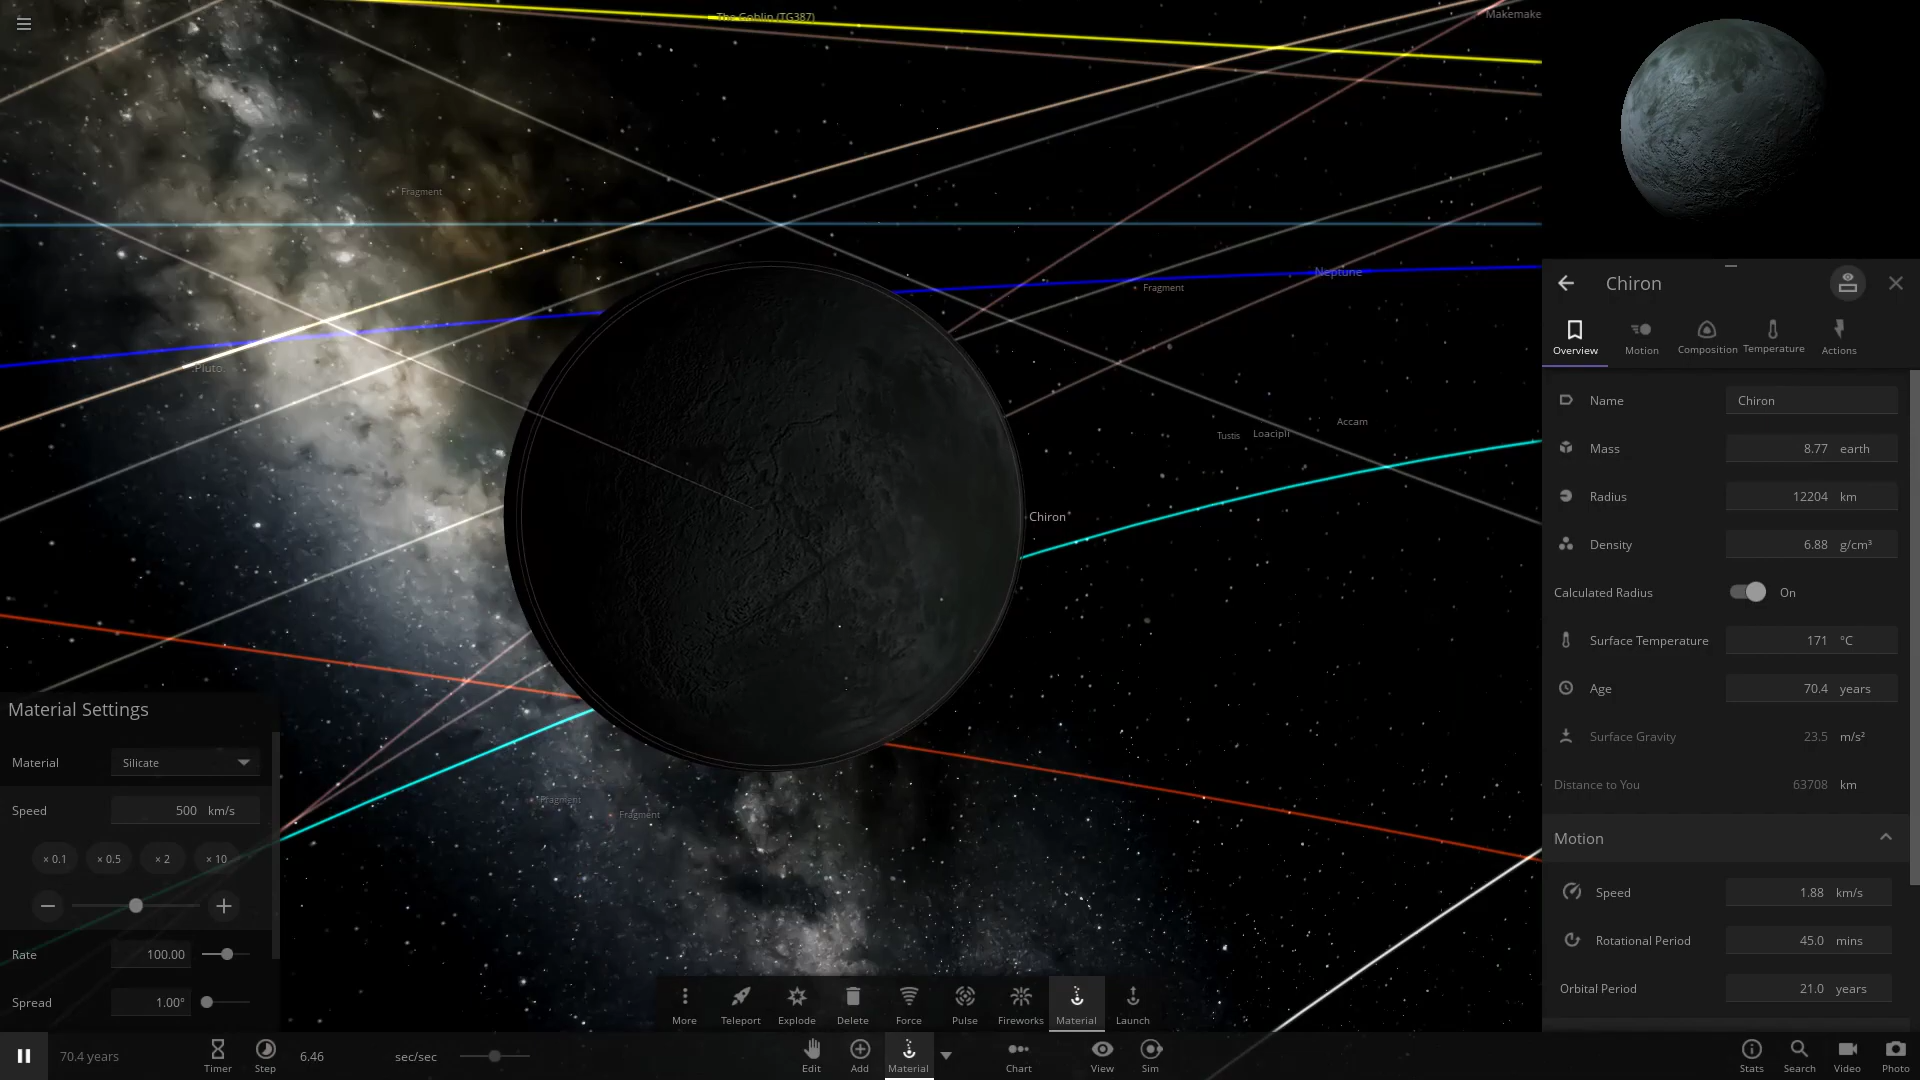 The Goblin (TG387)
Makemake
Fragment
Neptune
Fragment
Pluto
Accam
Tustis
Loacipli
Chiron
Fragment
Fragment
Material Settings
Material
Silicate
Speed
500 km/s
× 0.1
× 0.5
× 2
× 10
Rate
100.00
Spread
1.00°
More
Teleport
Explode
Delete
Force
Pulse
Fireworks
Material
Launch
70.4 years
Timer
Step
6.46
sec/sec
Edit
Add
Material
Chart
View
Sim
Stats
Search
Video
Photo
Chiron
Overview
Motion
Composition
Temperature
Actions
Name
Chiron
Mass
8.77 earth
Radius
12204 km
Density
6.88 g/cm³
Calculated Radius
On
Surface Temperature
171 °C
Age
70.4 years
Surface Gravity
23.5 m/s²
Distance to You
63708 km
Motion
Speed
1.88 km/s
Rotational Period
45.0 mins
Orbital Period
21.0 years